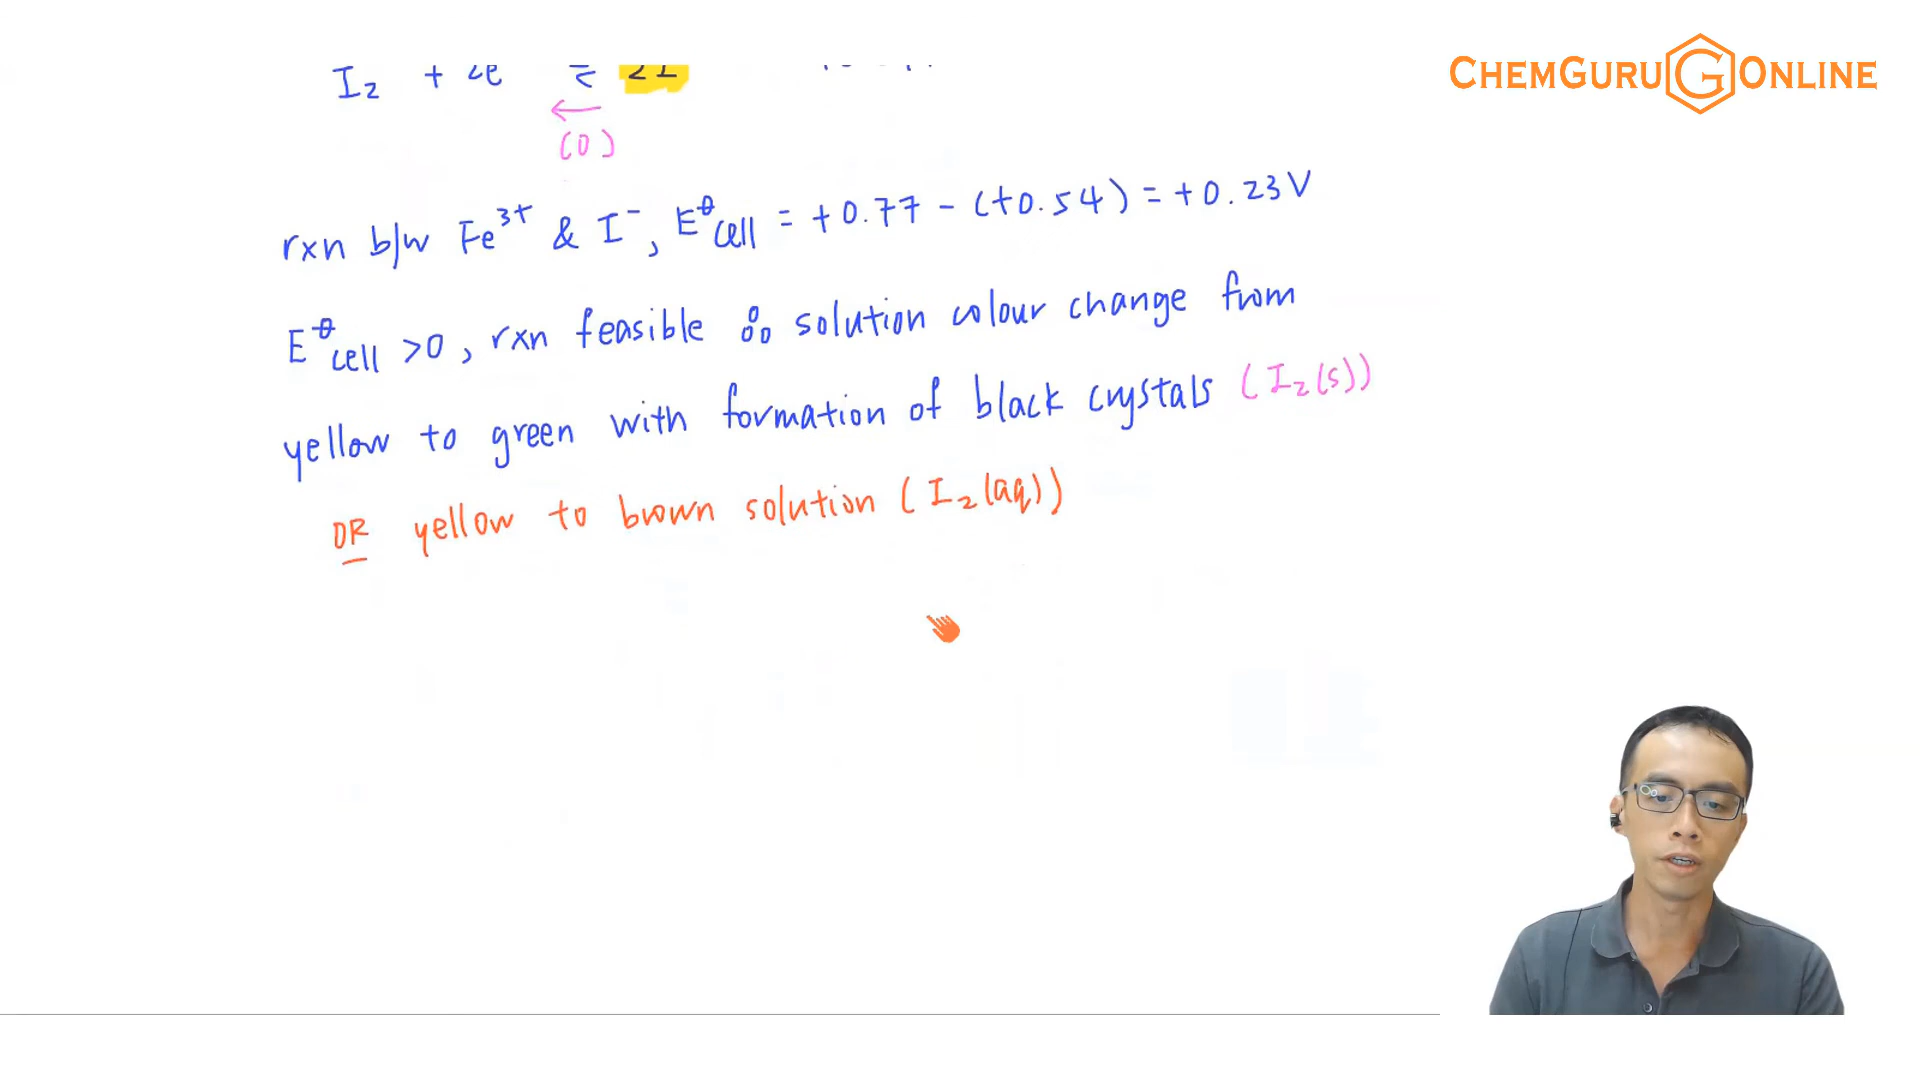 CHEMGURU G ONLINE
I₂ + 2e ⇌ 2I
(O)
rxn b/w Fe³⁺ & I⁻, E⦵cell = +0.77 - (+0.54) = +0.23V
E⦵cell >0, rxn feasible ∴ solution colour change from
yellow to green with formation of black crystals (I₂(s))
OR yellow to brown solution (I₂(aq))